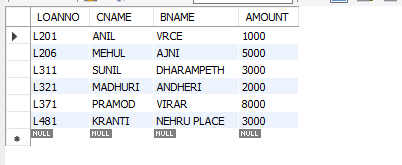 LOANNO CNAME BNAME AMOUNT
L201 ANIL VRCE 1000
L206 MEHUL AJNI 5000
L311 SUNIL DHARAMPETH 3000
L321 MADHURI ANDHERI 2000
L371 PRAMOD VIRAR 8000
L481 KRANTI NEHRU PLACE 3000
NULL NULL NULL NULL